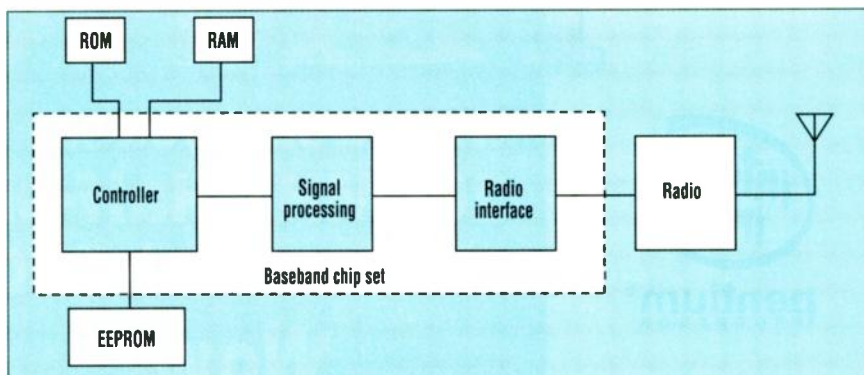 ROM
RAM
Controller
Signal
processing
Radio
interface
Radio
Baseband chip set
EEPROM